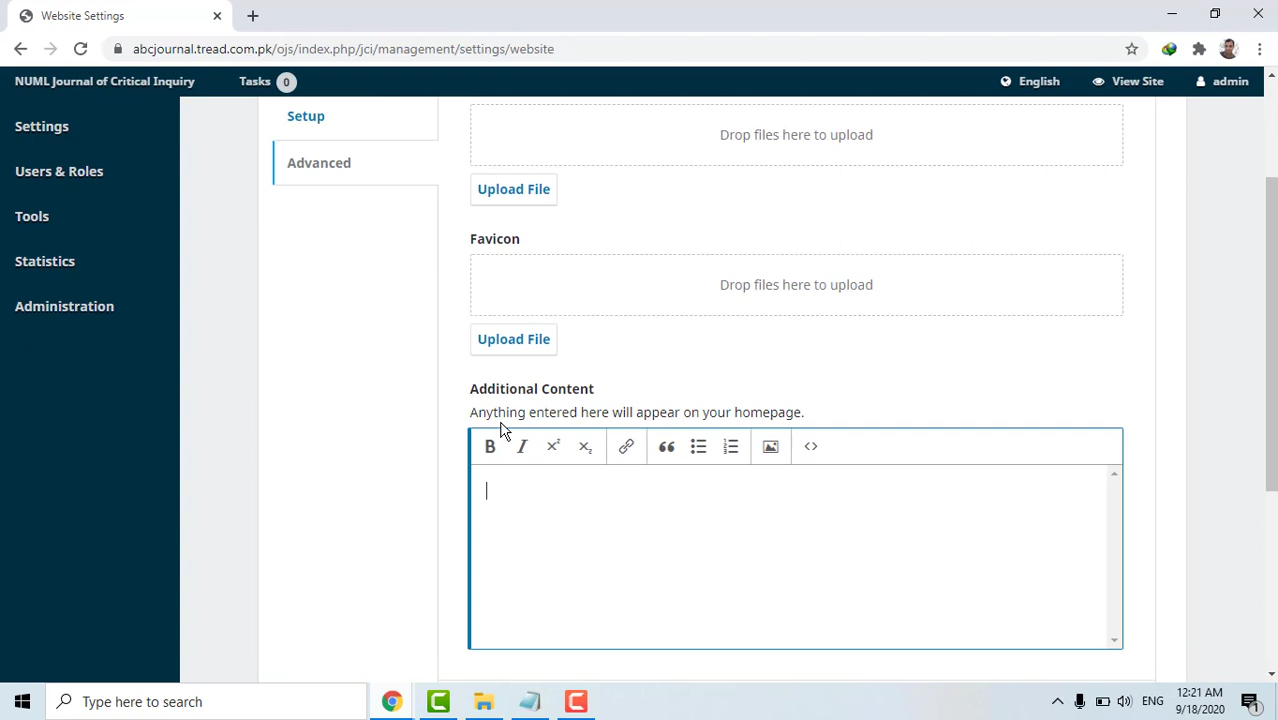 Website Settings
abcjournal.tread.com.pk/ojs/index.php/jci/management/settings/website
NUML Journal of Critical Inquiry
Tasks 0
English
View Site
admin
Settings
Users & Roles
Tools
Statistics
Administration
Setup
Advanced
Drop files here to upload
Upload File
Favicon
Drop files here to upload
Upload File
Additional Content
Anything entered here will appear on your homepage.
B I x² x₂
Type here to search
ENG
12:21 AM
9/18/2020
1